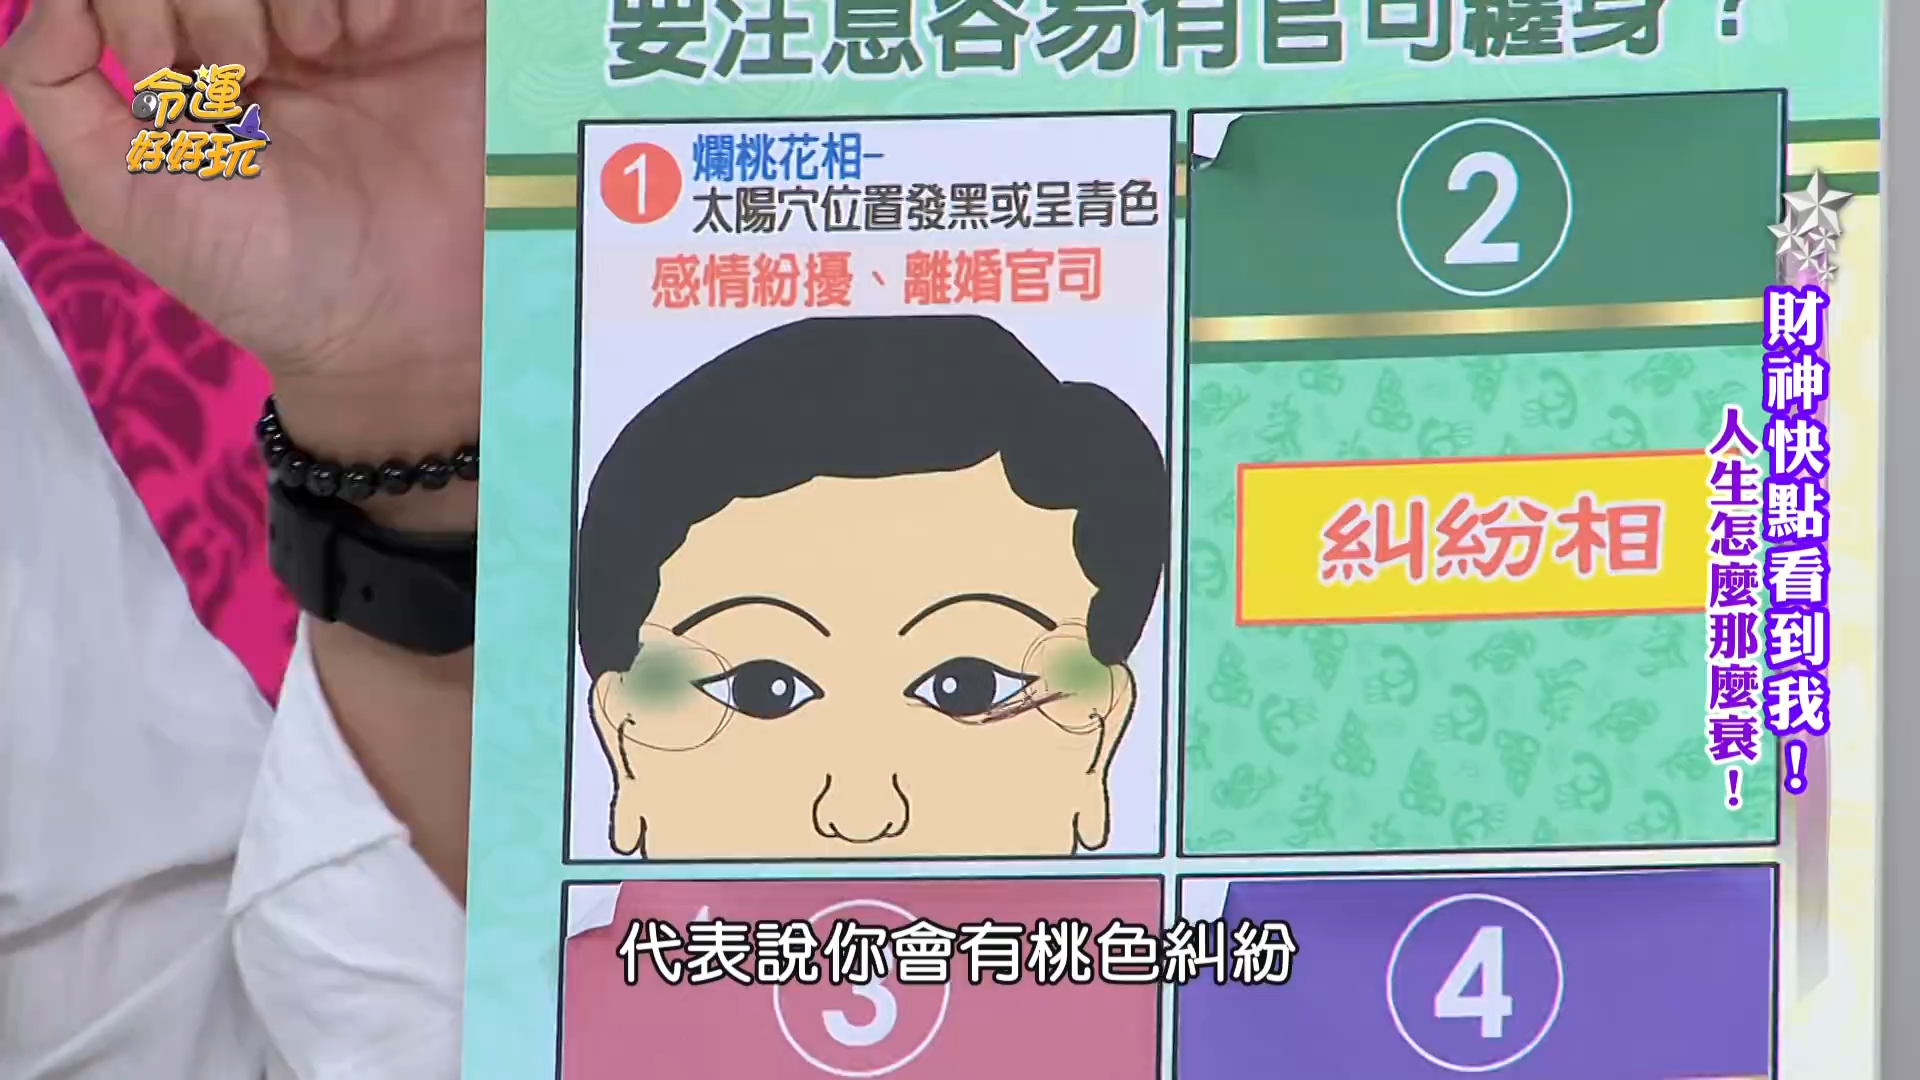 要注意容易有官司纏身？
命運
好好玩
1
爛桃花相-
太陽穴位置發黑或呈青色
感情紛擾、離婚官司
2
糾紛相
財神快點看到我！
人生怎麼那麼衰！
3
4
代表說你會有桃色糾紛